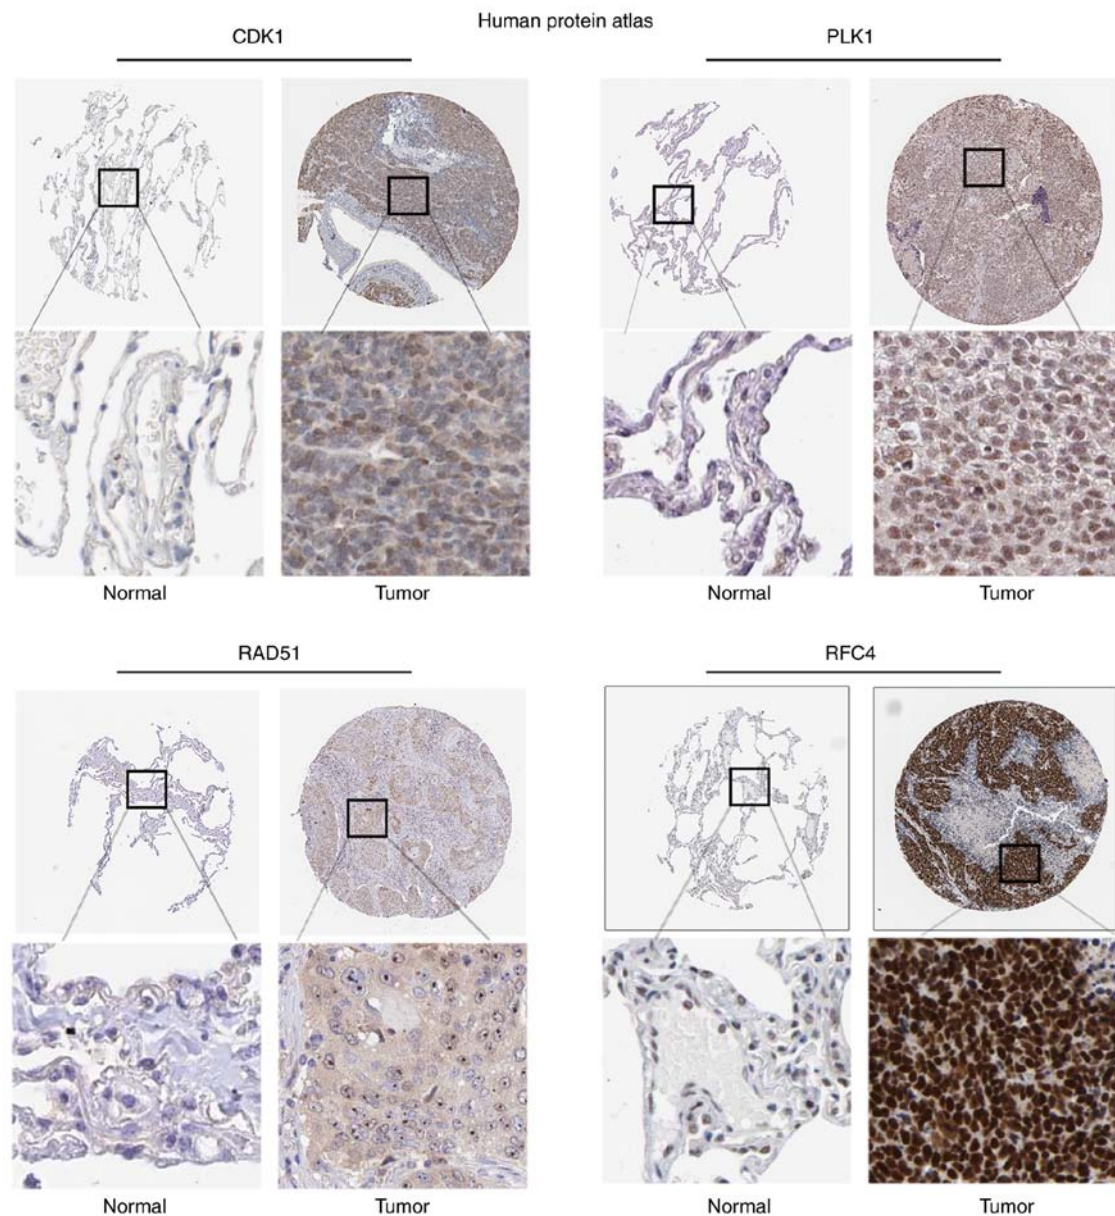 Human protein atlas
CDK1
PLK1
Normal
Tumor
Normal
Tumor
RAD51
RFC4
Normal
Tumor
Normal
Tumor